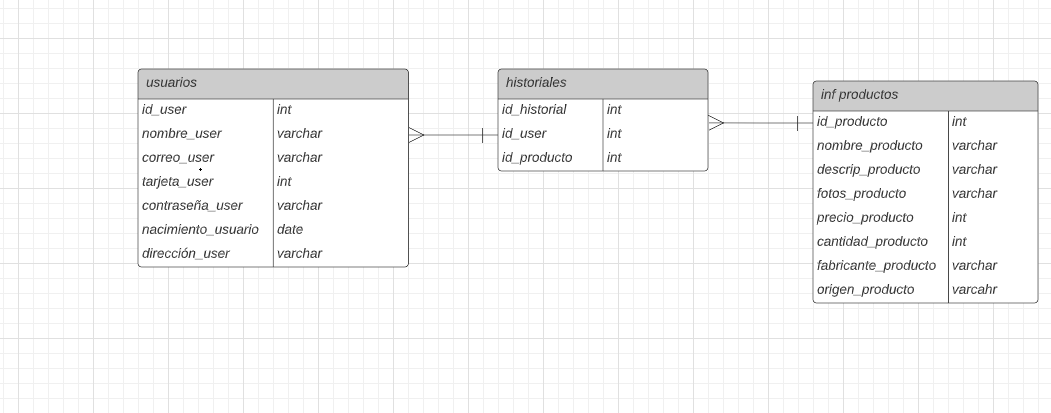 usuarios
id_user int
nombre_user varchar
correo_user varchar
tarjeta_user int
contraseña_user varchar
nacimiento_usuario date
dirección_user varchar
historiales
id_historial int
id_user int
id_producto int
inf productos
id_producto int
nombre_producto varchar
descrip_producto varchar
fotos_producto varchar
precio_producto int
cantidad_producto int
fabricante_producto varchar
origen_producto varcahr